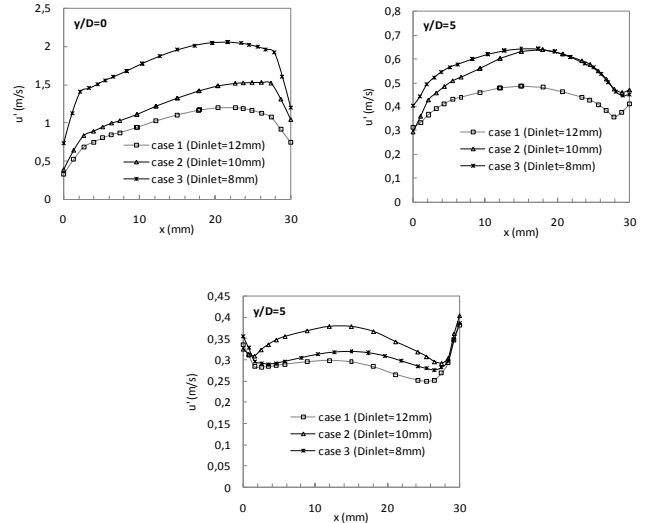 y/D=0
u' (m/s)
2,5
2
1,5
1
0,5
0
case 1 (Dinlet=12mm)
case 2 (Dinlet=10mm)
case 3 (Dinlet=8mm)
0
10
20
30
x (mm)
y/D=5
u' (m/s)
0,8
0,7
0,6
0,5
0,4
0,3
0,2
0,1
0
case 1 (Dinlet=12mm)
case 2 (Dinlet=10mm)
case 3 (Dinlet=8mm)
0
10
20
30
x (mm)
y/D=5
u' (m/s)
0,45
0,4
0,35
0,3
0,25
0,2
0,15
0,1
0,05
0
case 1 (Dinlet=12mm)
case 2 (Dinlet=10mm)
case 3 (Dinlet=8mm)
0
10
20
30
x (mm)